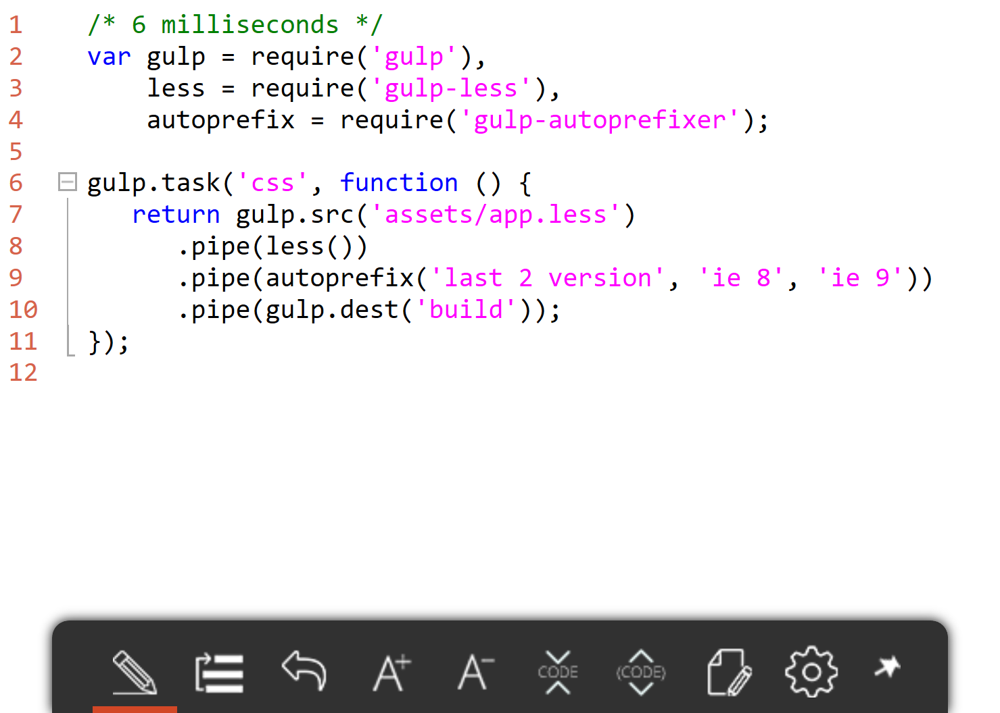 1 /* 6 milliseconds */
2 var gulp = require('gulp'),
3     less = require('gulp-less'),
4     autoprefix = require('gulp-autoprefixer');
5
6 gulp.task('css', function () {
7    return gulp.src('assets/app.less')
8       .pipe(less())
9       .pipe(autoprefix('last 2 version', 'ie 8', 'ie 9'))
10       .pipe(gulp.dest('build'));
11 });
12
A+ A- CODE (CODE)